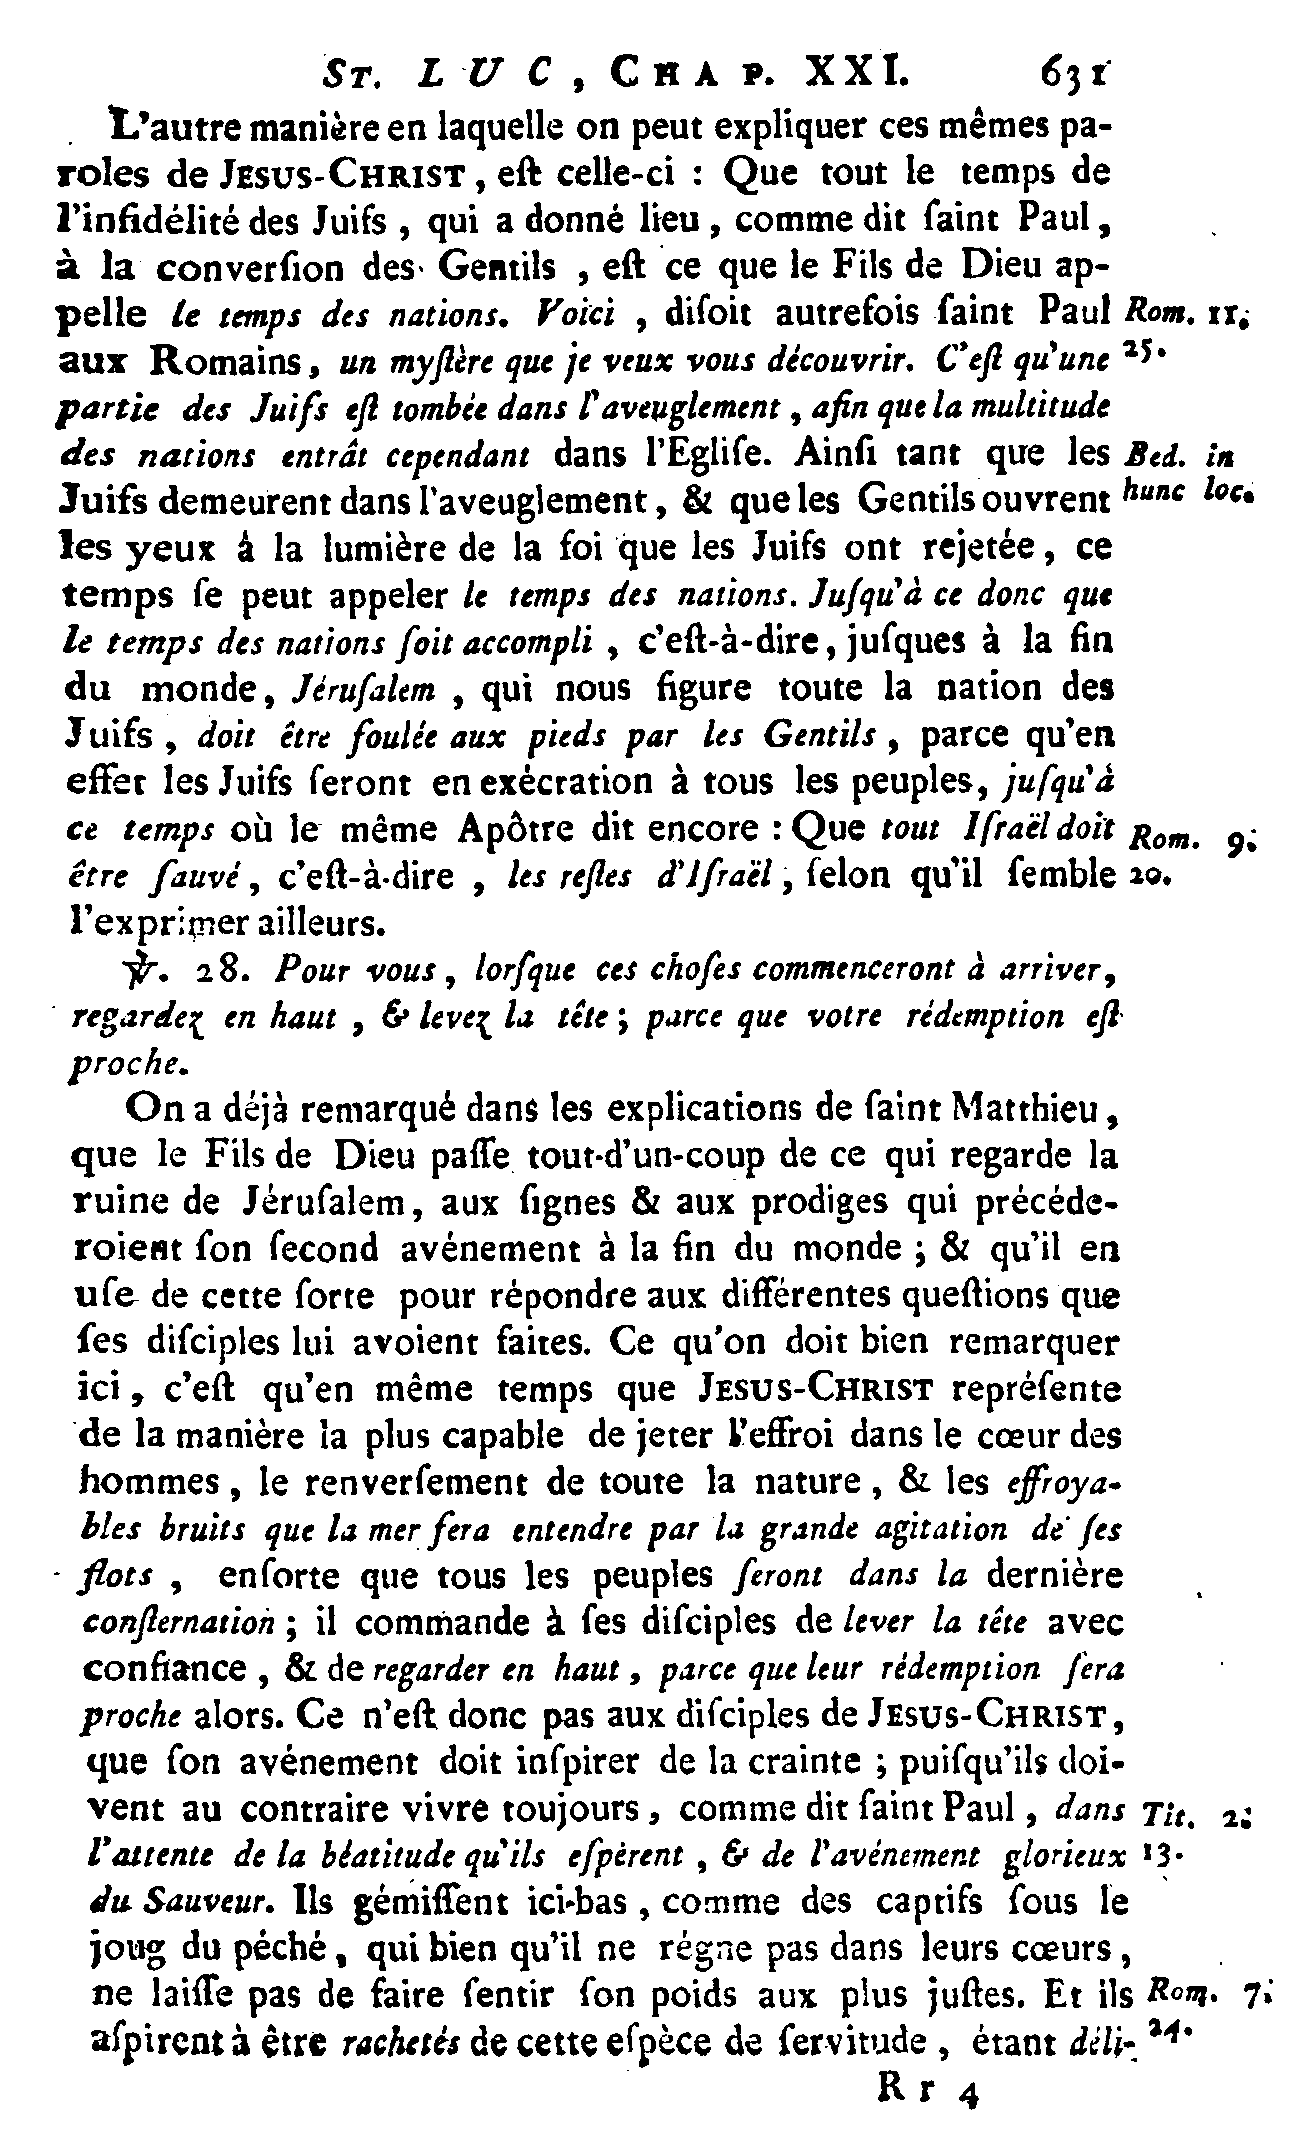 ST. LUC, CHAP. XXI. 631
L'autre manière en laquelle on peut expliquer ces mêmes pa-
roles de JESUS-CHRIST, eſt celle-ci : Que tout le temps de
l'infidélité des Juifs, qui a donné lieu, comme dit ſaint Paul,
à la converſion des Gentils, eſt ce que le Fils de Dieu ap-
pelle le temps des nations. Voici, diſoit autrefois ſaint Paul Rom. 11.
aux Romains, un myſtère que je veux vous découvrir. C'eſt qu'une 25.
partie des Juifs eſt tombée dans l'aveuglement, afin que la multitude
des nations entrât cependant dans l'Egliſe. Ainſi tant que les Bed. in
Juifs demeurent dans l'aveuglement, & que les Gentils ouvrent hunc loc.
les yeux à la lumière de la foi que les Juifs ont rejetée, ce
temps ſe peut appeler le temps des nations. Juſqu'à ce donc que
le temps des nations ſoit accompli, c'eſt-à-dire, juſques à la fin
du monde, Jéruſalem, qui nous figure toute la nation des
Juifs, doit être foulée aux pieds par les Gentils, parce qu'en
effet les Juifs ſeront en exécration à tous les peuples, juſqu'à
ce temps où le même Apôtre dit encore : Que tout Iſraël doit Rom. 9.
être ſauvé, c'eſt-à-dire, les reſtes d'Iſraël, ſelon qu'il ſemble 20.
l'exprimer ailleurs.
℣. 28. Pour vous, lorſque ces choſes commenceront à arriver,
regardez en haut, & levez la tête; parce que votre rédemption eſt
proche.
On a déjà remarqué dans les explications de ſaint Matthieu,
que le Fils de Dieu paſſe tout-d'un-coup de ce qui regarde la
ruine de Jéruſalem, aux ſignes & aux prodiges qui précéde-
roient ſon ſecond avénement à la fin du monde ; & qu'il en
uſe de cette ſorte pour répondre aux différentes queſtions que
ſes diſciples lui avoient faites. Ce qu'on doit bien remarquer
ici, c'eſt qu'en même temps que JESUS-CHRIST repréſente
de la manière la plus capable de jeter l'effroi dans le cœur des
hommes, le renverſement de toute la nature, & les effroya-
bles bruits que la mer fera entendre par la grande agitation de ſes
flots, enſorte que tous les peuples ſeront dans la dernière
conſternation ; il commande à ſes diſciples de lever la tête avec
confiance, & de regarder en haut, parce que leur rédemption ſera
proche alors. Ce n'eſt donc pas aux diſciples de JESUS-CHRIST,
que ſon avénement doit inſpirer de la crainte ; puiſqu'ils doi-
vent au contraire vivre toujours, comme dit ſaint Paul, dans Tit. 2.
l'attente de la béatitude qu'ils eſpèrent, & de l'avénement glorieux 13.
du Sauveur. Ils gémiſſent ici-bas, comme des captifs ſous le
joug du péché, qui bien qu'il ne régne pas dans leurs cœurs,
ne laiſſe pas de faire ſentir ſon poids aux plus juſtes. Et ils Rom. 7.
aſpirent à être rachetés de cette eſpèce de ſervitude, étant déli- 24.
Rr 4